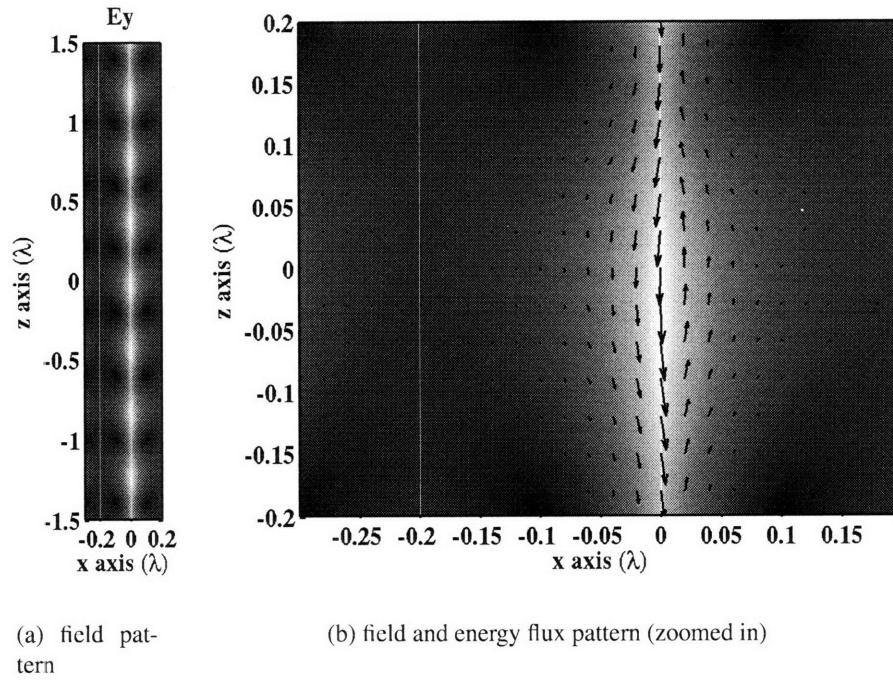 Ey
1.5
1
0.5
0
-0.5
-1
-1.5
z axis (λ)
-0.2 0 0.2
x axis (λ)
0.2
0.15
0.1
0.05
0
-0.05
-0.1
-0.15
-0.2
z axis (λ)
-0.25 -0.2 -0.15 -0.1 -0.05 0 0.05 0.1 0.15
x axis (λ)
(a) field pat-
tern
(b) field and energy flux pattern (zoomed in)